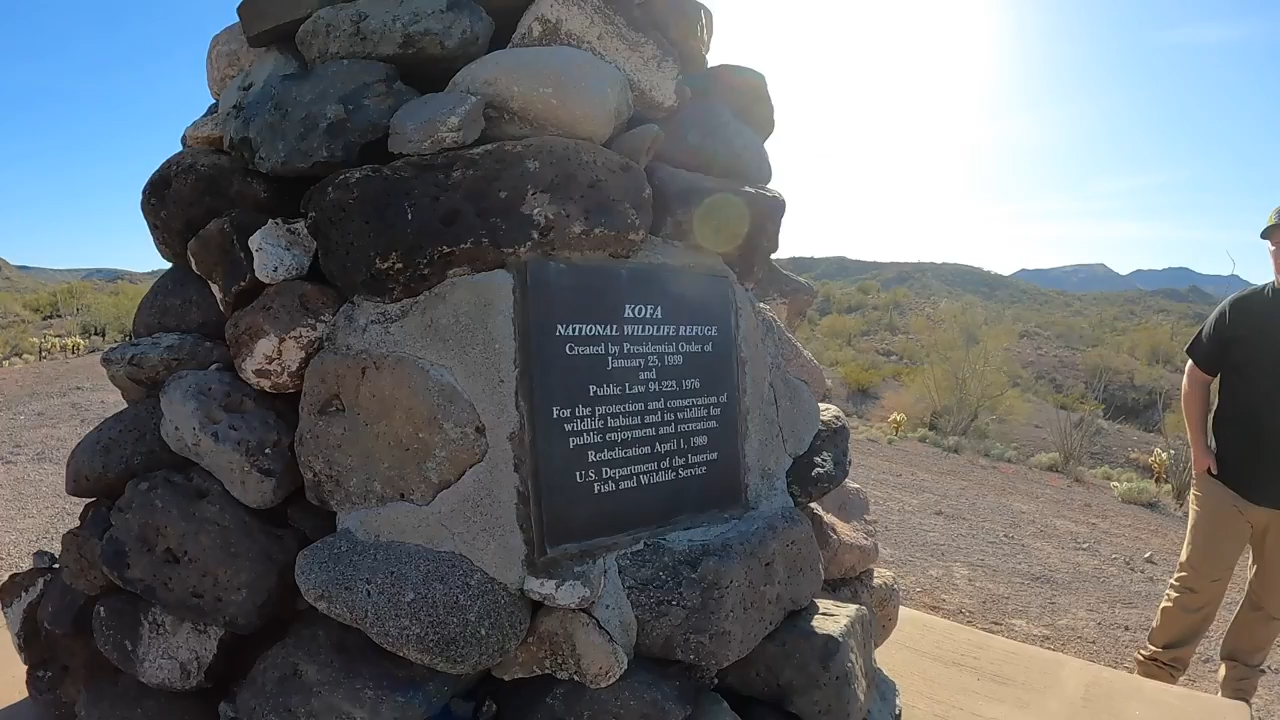 KOFA
NATIONAL WILDLIFE REFUGE
Created by Presidential Order of
January 25, 1939
and
Public Law 94-223, 1976
For the protection and conservation of
wildlife habitat and its wildlife for
public enjoyment and recreation.
Rededication April 1, 1989
U.S. Department of the Interior
Fish and Wildlife Service